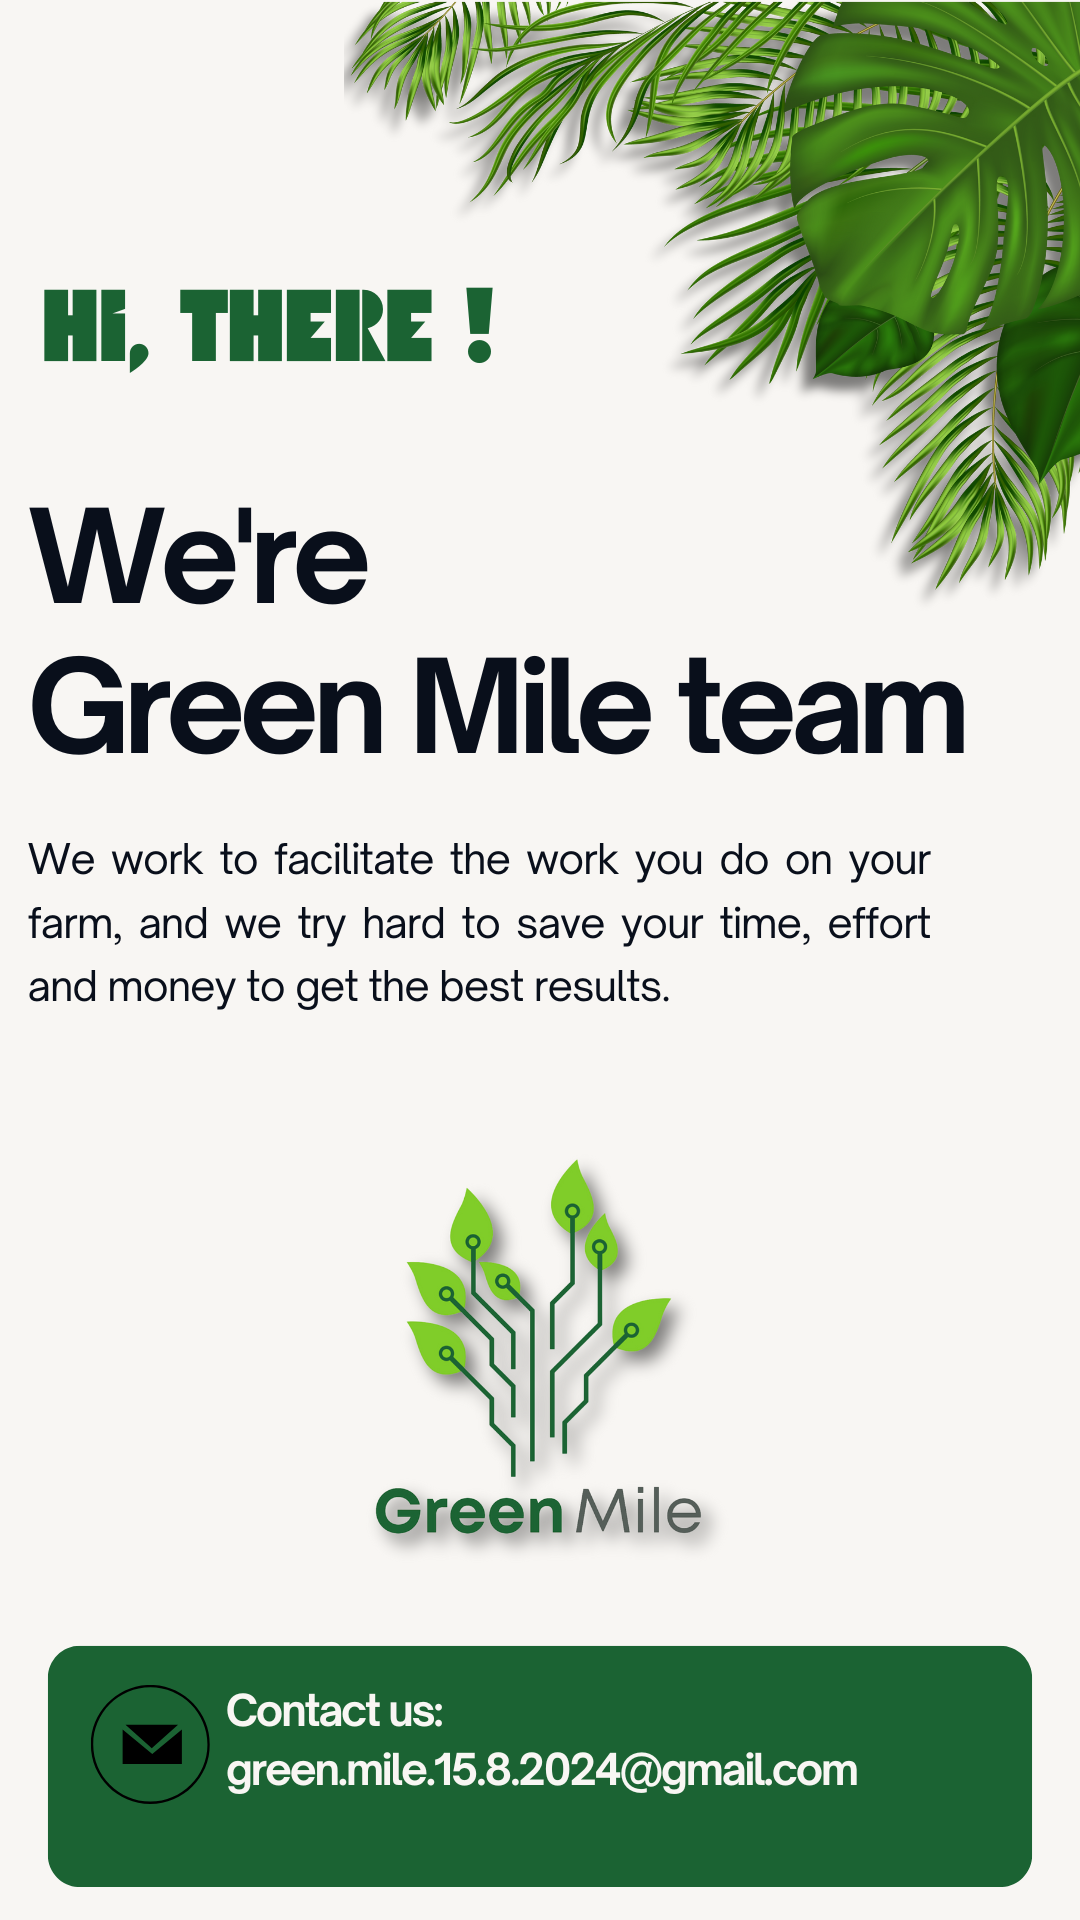 Hi, THERE !
We're
Green Mile team
We work to facilitate the work you do on your
farm, and we try hard to save your time, effort
and money to get the best results.
Green Mile
Contact us:
green.mile.15.8.2024@gmail.com